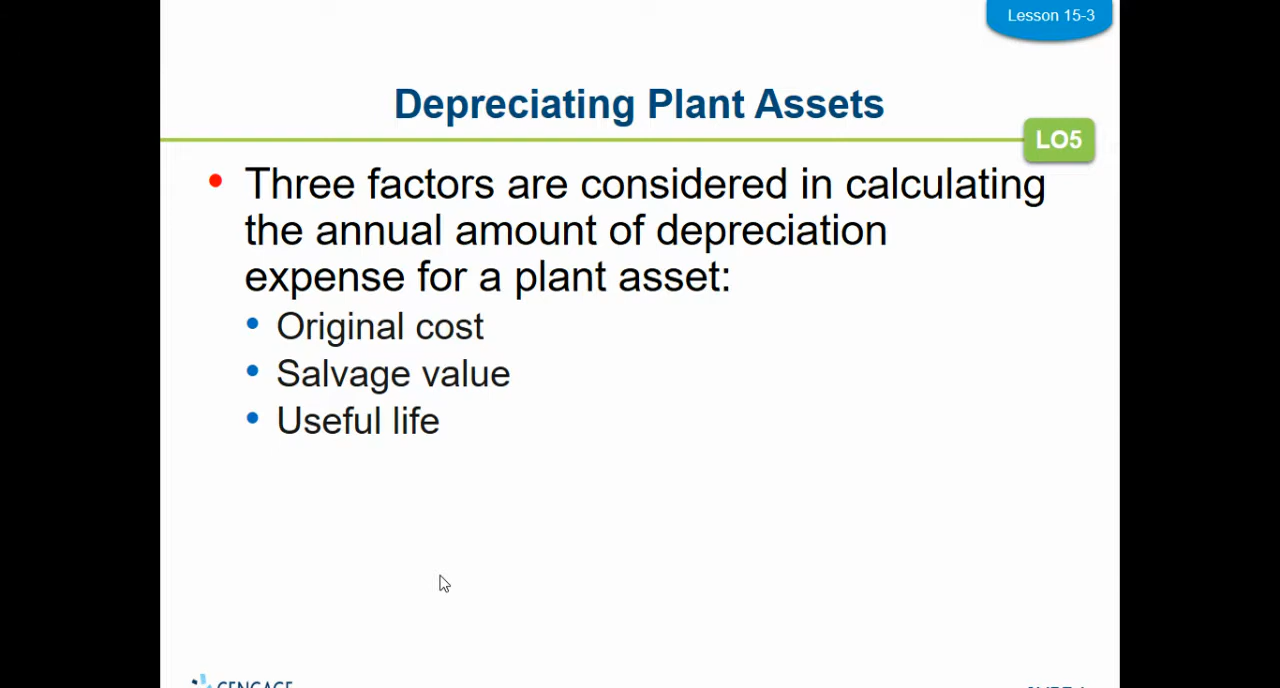 Lesson 15-3
Depreciating Plant Assets
LO5
• Three factors are considered in calculating
the annual amount of depreciation
expense for a plant asset:
• Original cost
• Salvage value
• Useful life
CENGAGE